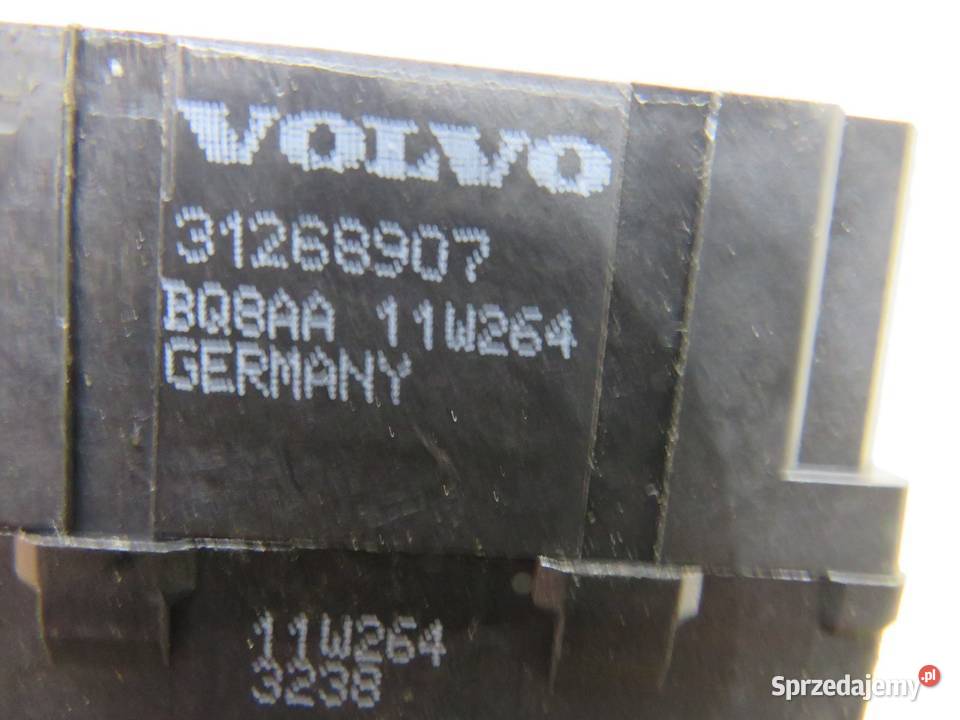 VOLVO
31268907
BQ8AA 11W264
GERMANY
11W264
3238
Sprzedajemy.pl